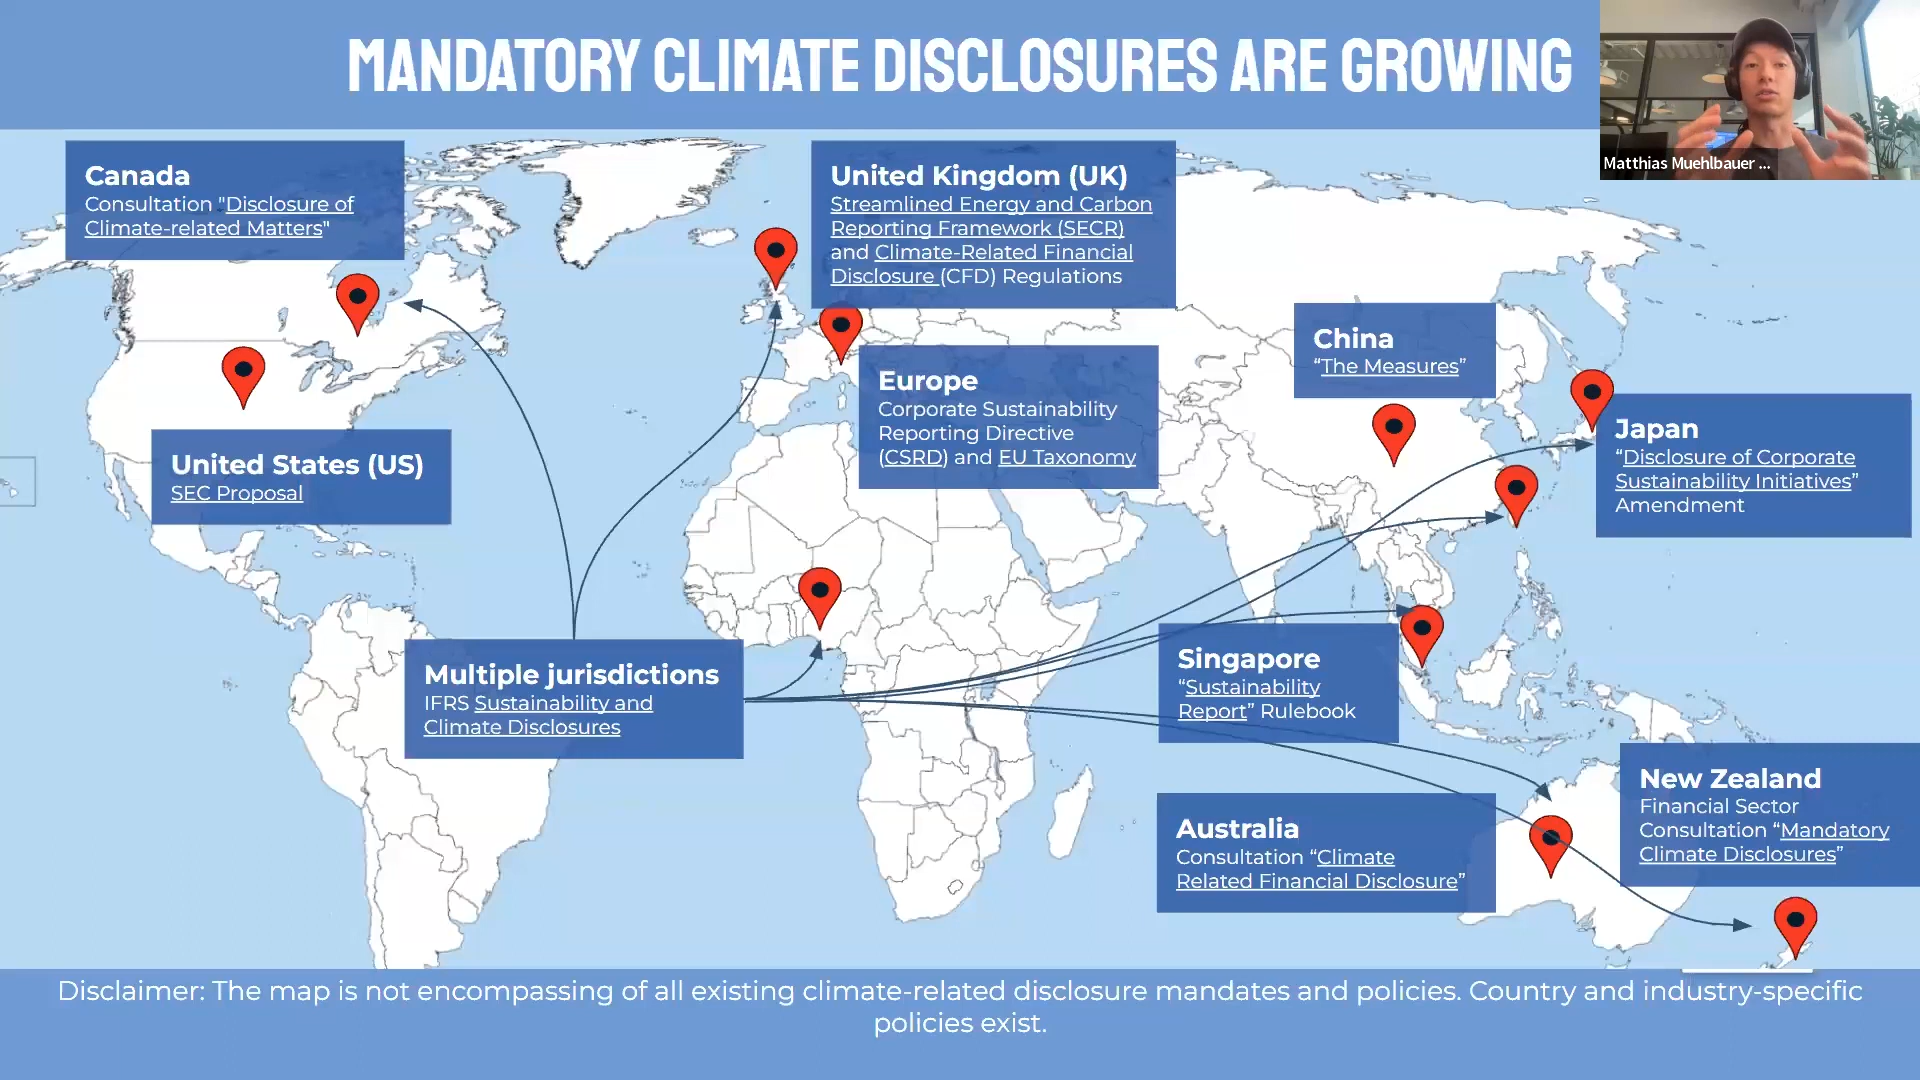 MANDATORY CLIMATE DISCLOSURES ARE GROWING
Matthias Muehlbauer ...
Canada
Consultation "Disclosure of
Climate-related Matters"
United Kingdom (UK)
Streamlined Energy and Carbon
Reporting Framework (SECR)
and Climate-Related Financial
Disclosure (CFD) Regulations
China
“The Measures”
Europe
Corporate Sustainability
Reporting Directive
(CSRD) and EU Taxonomy
Japan
“Disclosure of Corporate
Sustainability Initiatives”
Amendment
United States (US)
SEC Proposal
Multiple jurisdictions
IFRS Sustainability and
Climate Disclosures
Singapore
“Sustainability
Report” Rulebook
New Zealand
Financial Sector
Consultation “Mandatory
Climate Disclosures”
Australia
Consultation “Climate
Related Financial Disclosure”
Disclaimer: The map is not encompassing of all existing climate-related disclosure mandates and policies. Country and industry-specific
policies exist.